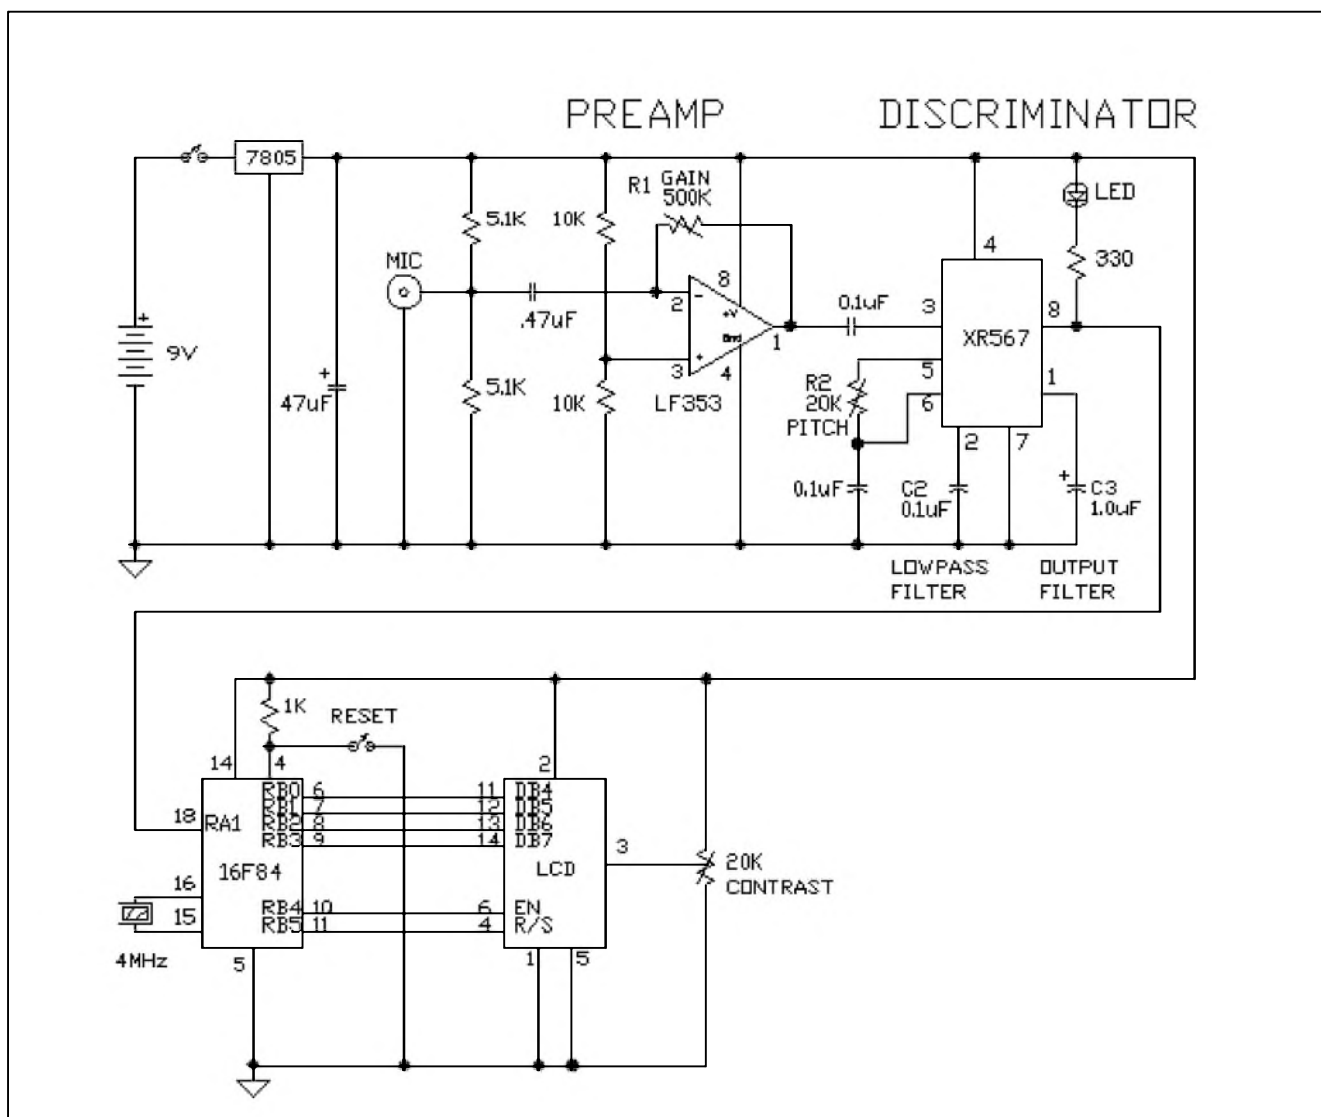 PREAMP
DISCRIMINATOR
7805
R1
GAIN
500K
LED
5.1K
10K
330
MIC
8
4
2
-
+V
Gnd
+
3
4
1
.47uF
0.1uF
3
8
XR567
5
6
1
2
7
+
9V
+
47uF
5.1K
10K
LF353
R2
20K
PITCH
0.1uF
C2
0.1uF
+
C3
1.0uF
LOWPASS
FILTER
OUTPUT
FILTER
1K
RESET
14
4
2
RB0 6
11 DB4
RB1 7
12 DB5
18 RA1
RB2 8
13 DB6
RB3 9
14 DB7
3
16F84
LCD
20K
CONTRAST
16
15
RB4 10
6 EN
RB5 11
4 R/S
4MHz
5
1
5